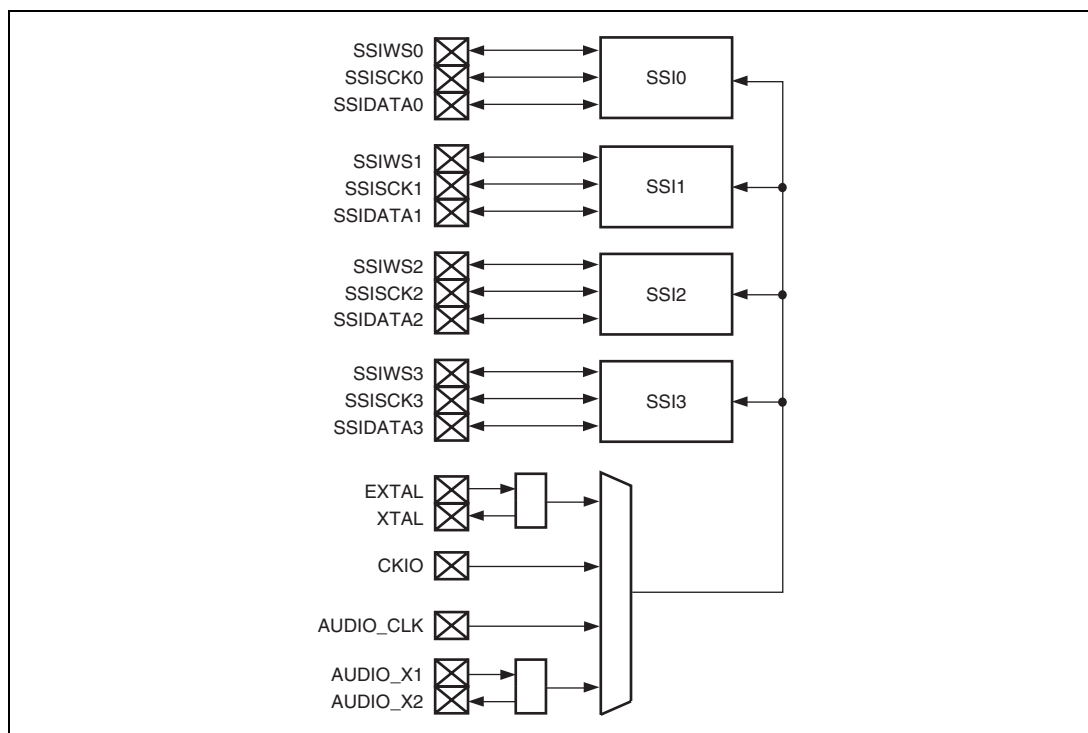 SSIWS0
SSISCK0
SSIDATA0
SSI0
SSIWS1
SSISCK1
SSIDATA1
SSI1
SSIWS2
SSISCK2
SSIDATA2
SSI2
SSIWS3
SSISCK3
SSIDATA3
SSI3
EXTAL
XTAL
CKIO
AUDIO_CLK
AUDIO_X1
AUDIO_X2